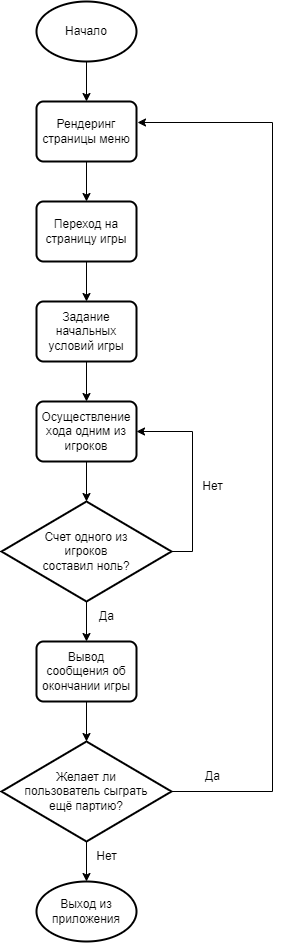 Начало
Рендеринг
страницы меню
Переход на
страницу игры
Задание
начальных
условий игры
Осуществление
хода одним из
игроков
Нет
Счет одного из
игроков
составил ноль?
Да
Вывод
сообщения об
окончании игры
Желает ли
пользователь сыграть
ещё партию?
Да
Нет
Выход из
приложения